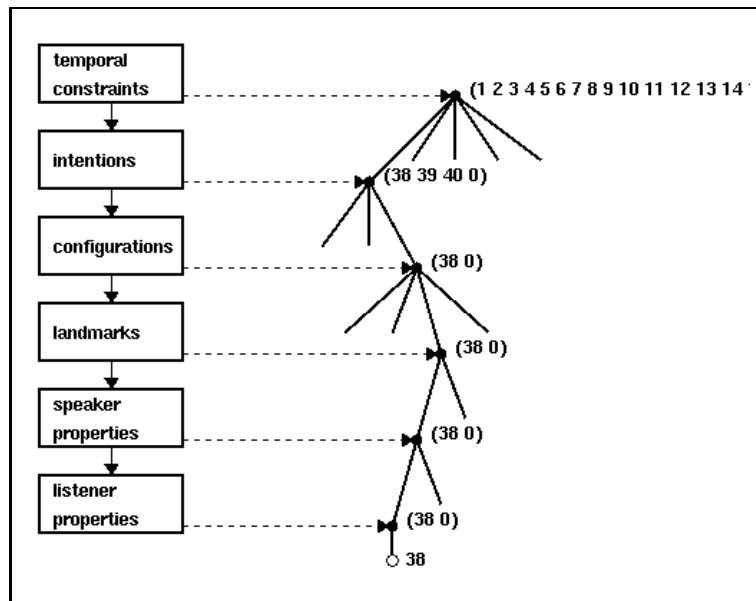 temporal
constraints
(1 2 3 4 5 6 7 8 9 10 11 12 13 14
intentions
(38 39 40 0)
configurations
(38 0)
landmarks
(38 0)
speaker
properties
(38 0)
listener
properties
(38 0)
38